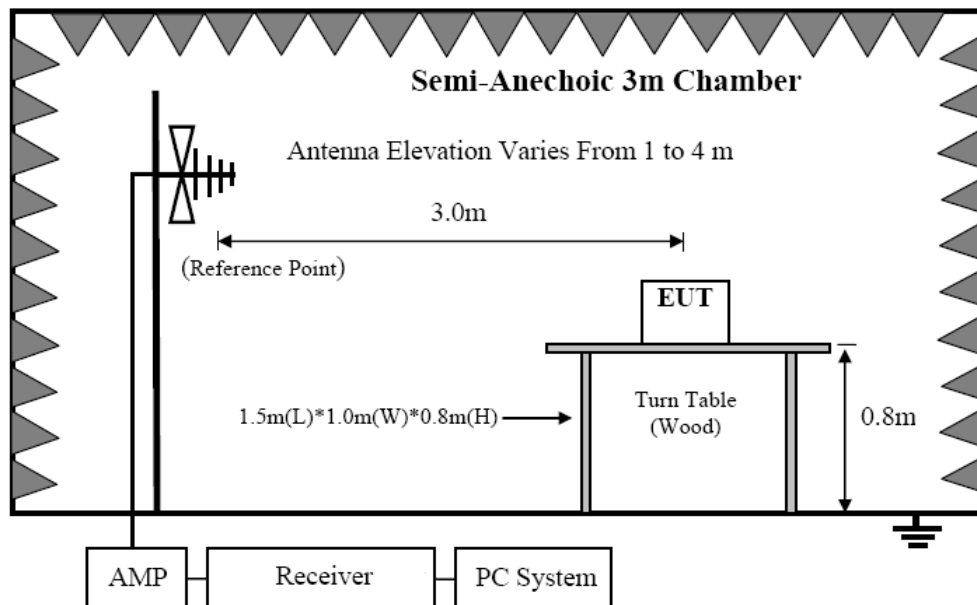 Semi-Anechoic 3m Chamber
Antenna Elevation Varies From 1 to 4 m
3.0m
(Reference Point)
EUT
1.5m(L)*1.0m(W)*0.8m(H)
Turn Table
(Wood)
0.8m
AMP
Receiver
PC System